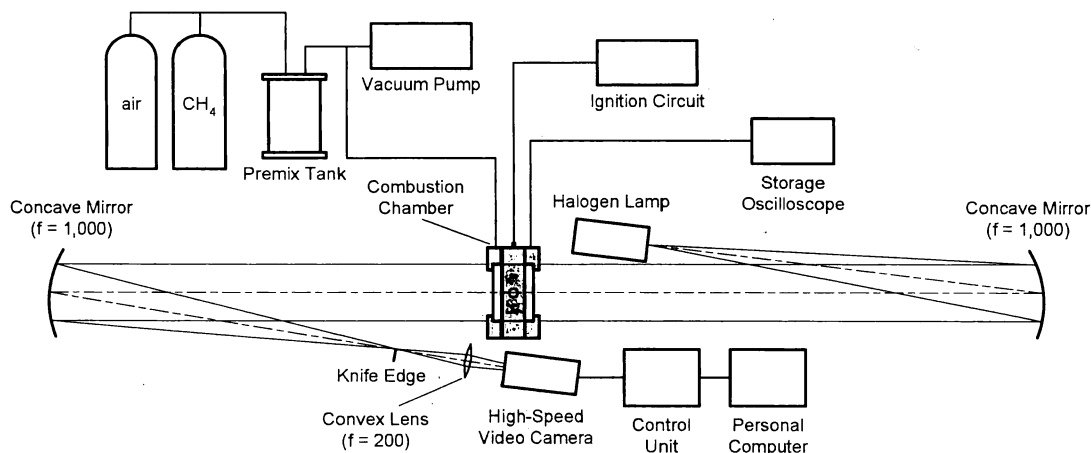 air
CH4
Premix Tank
Vacuum Pump
Ignition Circuit
Storage
Oscilloscope
Combustion
Chamber
Halogen Lamp
Concave Mirror
(f = 1,000)
Concave Mirror
(f = 1,000)
Knife Edge
Convex Lens
(f = 200)
High-Speed
Video Camera
Control
Unit
Personal
Computer